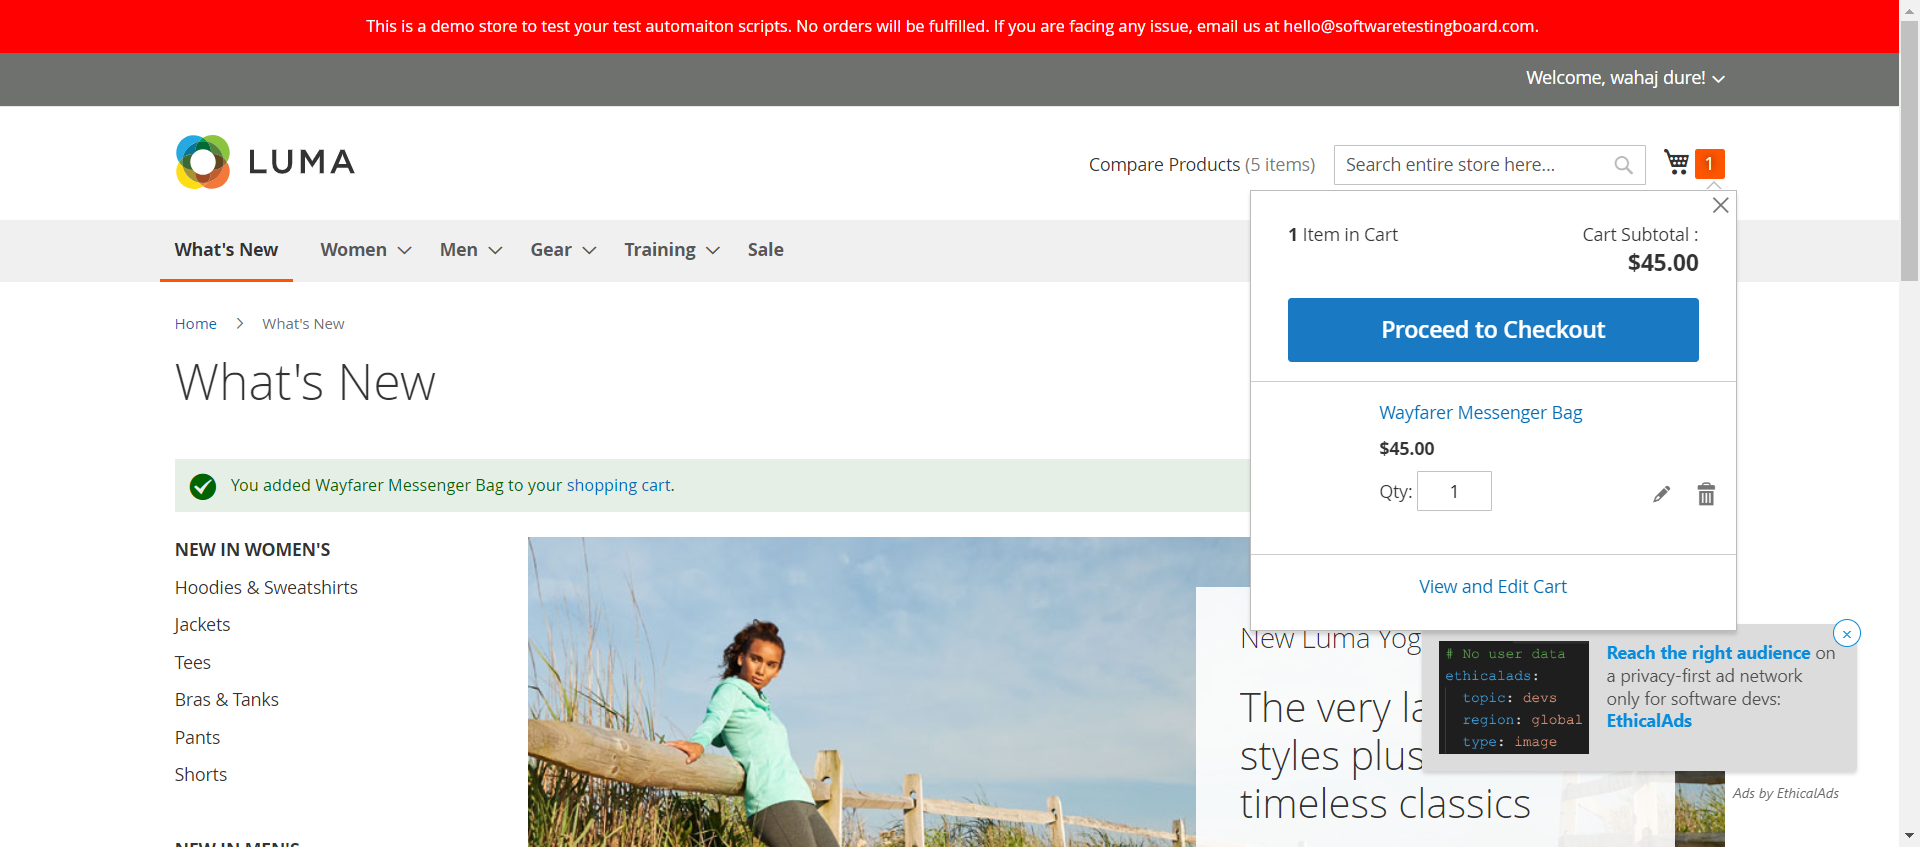 This is a demo store to test your test automaiton scripts. No orders will be fulfilled. If you are facing any issue, email us at hello@softwaretestingboard.com.
Welcome, wahaj dure!
LUMA
Compare Products (5 items)
Search entire store here...
1
What's New
Women
Men
Gear
Training
Sale
1 Item in Cart
Cart Subtotal :
$45.00
Proceed to Checkout
Wayfarer Messenger Bag
$45.00
Qty: 1
View and Edit Cart
Home
What's New
What's New
You added Wayfarer Messenger Bag to your shopping cart.
NEW IN WOMEN'S
Hoodies & Sweatshirts
Jackets
Tees
Bras & Tanks
Pants
Shorts
NEW IN MEN'S
New Luma Yog
The very la
styles plus
timeless classics
# No user data
ethicalads:
topic: devs
region: global
type: image
Reach the right audience on
a privacy-first ad network
only for software devs:
EthicalAds
Ads by EthicalAds